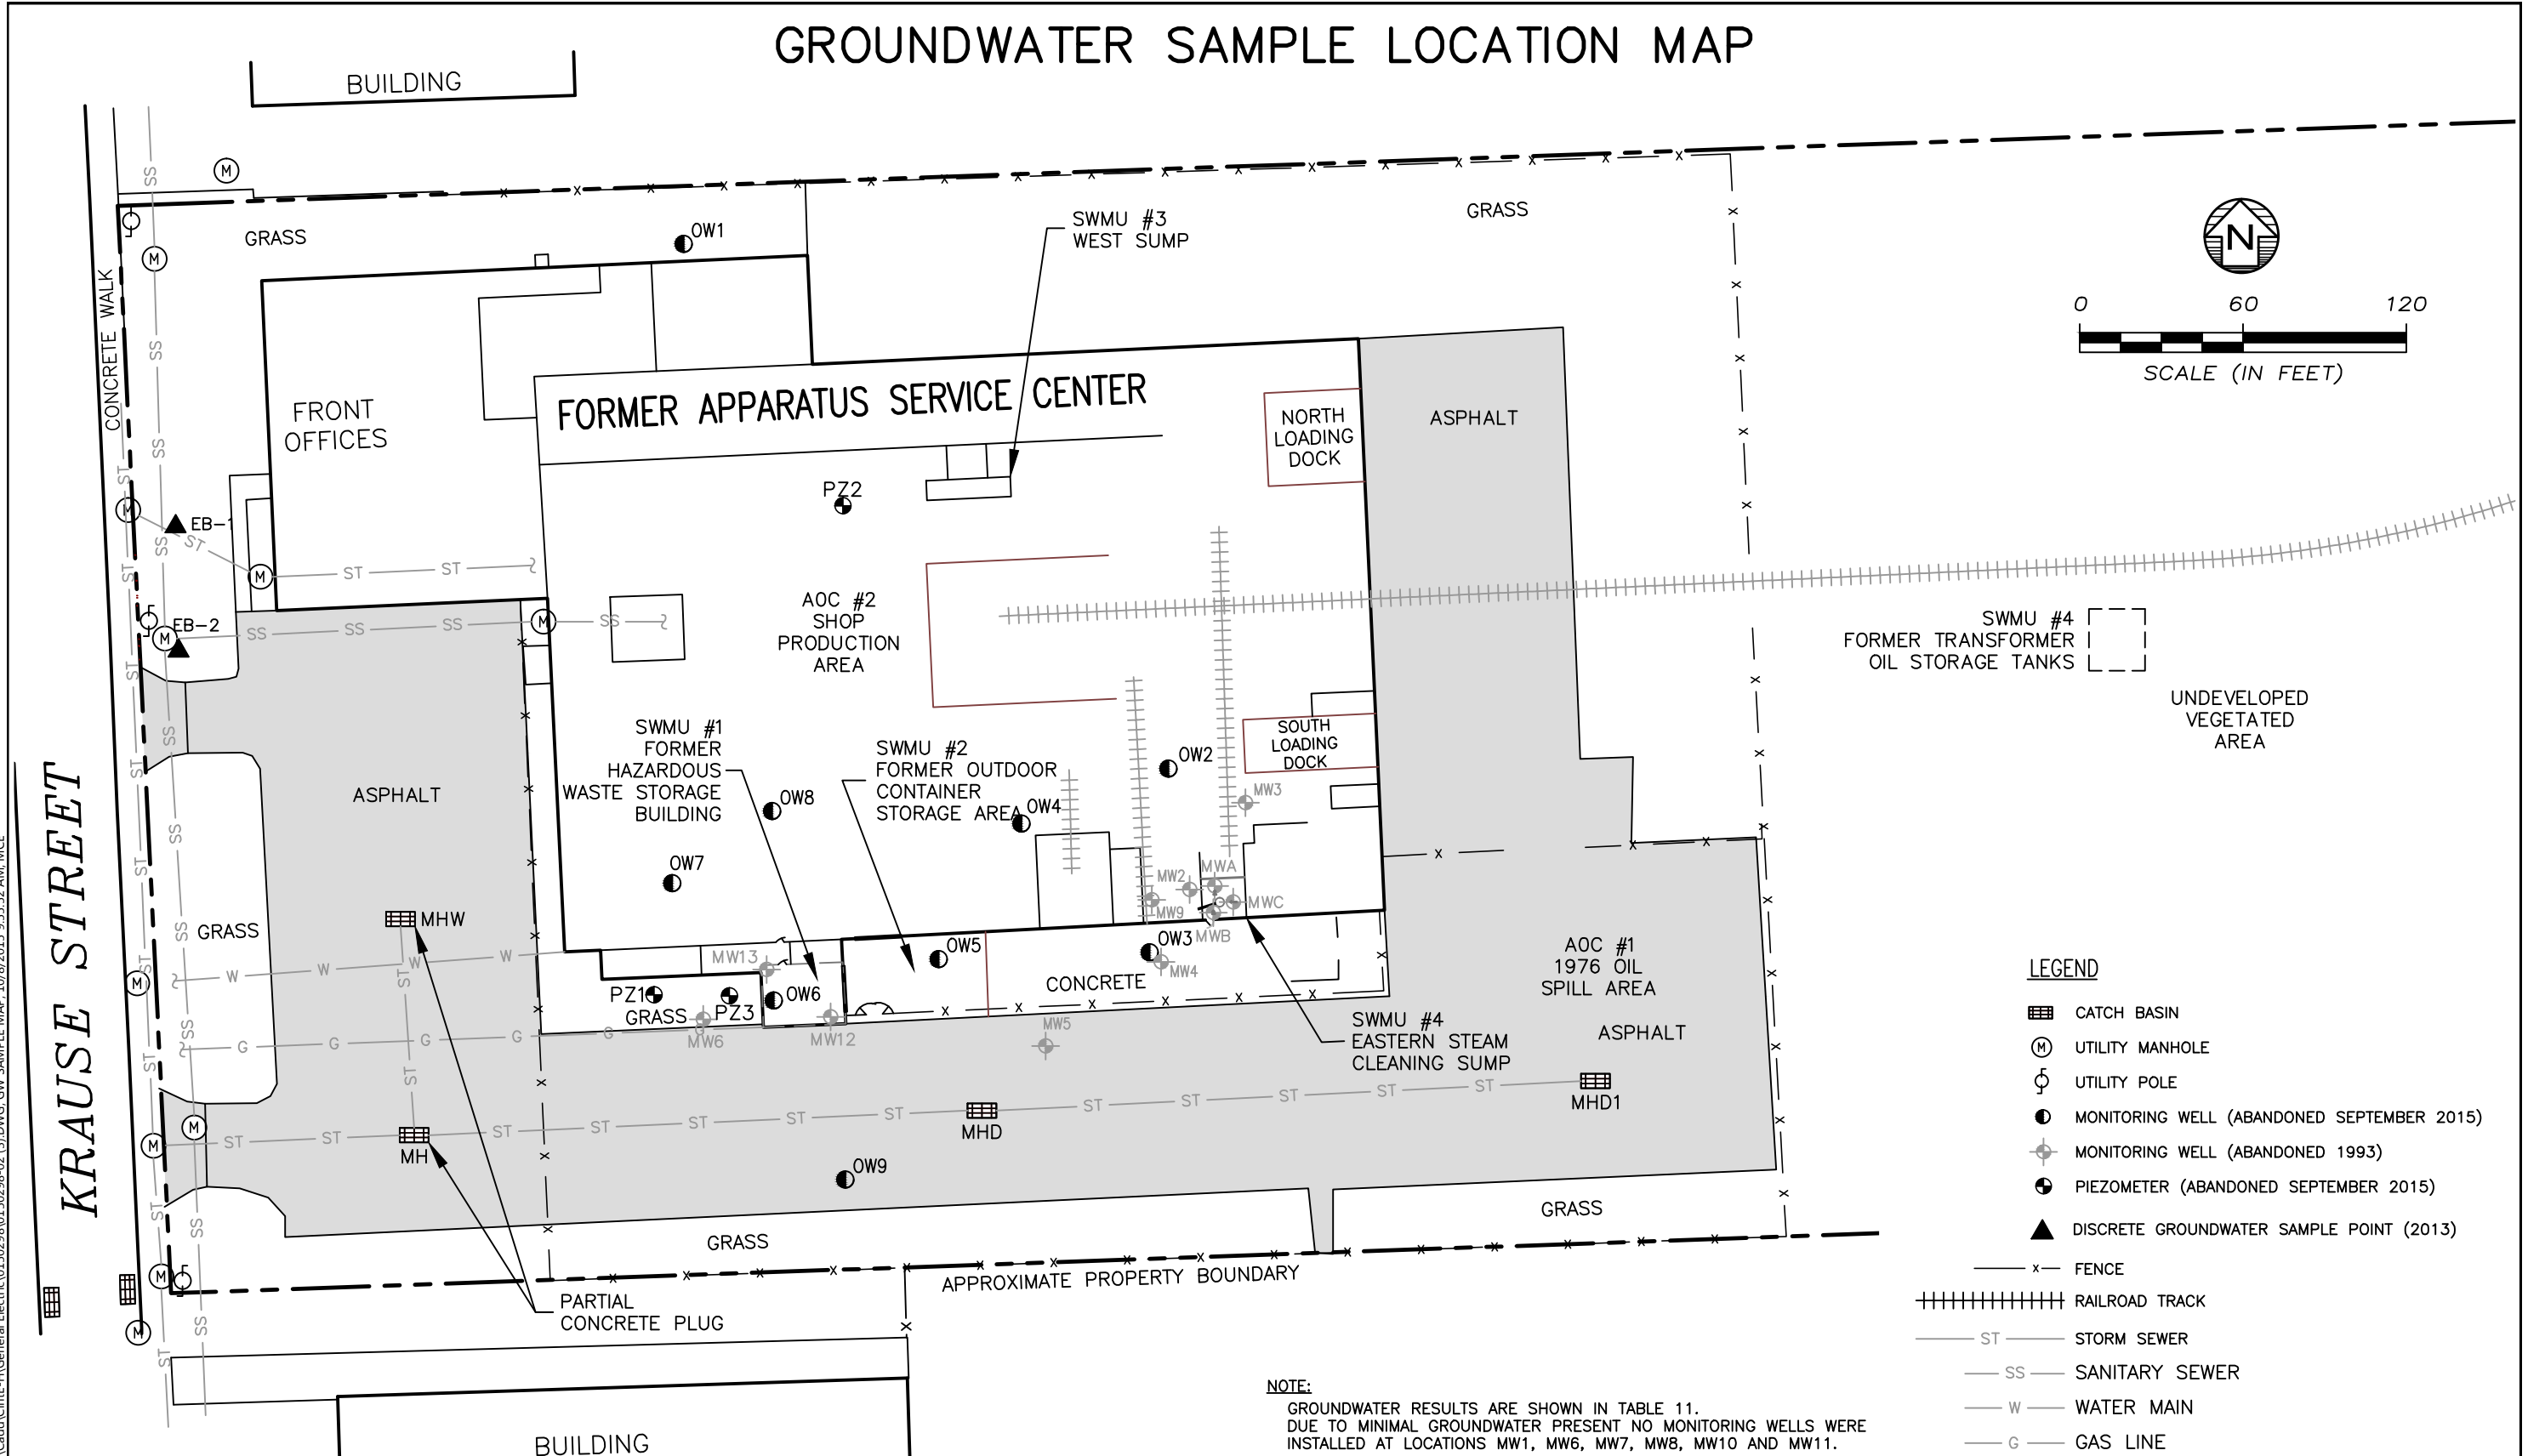 GROUNDWATER SAMPLE LOCATION MAP
BUILDING
GRASS
OW1
SWMU #3
WEST SUMP
GRASS
N
0 60 120
SCALE (IN FEET)
CONCRETE WALK
FRONT
OFFICES
FORMER APPARATUS SERVICE CENTER
NORTH
LOADING
DOCK
ASPHALT
PZ2
EB-1
EB-2
AOC #2
SHOP
PRODUCTION
AREA
SWMU #4
FORMER TRANSFORMER
OIL STORAGE TANKS
UNDEVELOPED
VEGETATED
AREA
SWMU #1
FORMER
HAZARDOUS
WASTE STORAGE
BUILDING
SWMU #2
FORMER OUTDOOR
CONTAINER
STORAGE AREA
OW2
SOUTH
LOADING
DOCK
MW3
OW8
OW4
OW7
ASPHALT
KRAUSE STREET
GRASS
MHW
MW2
MWA
MWC
MW9
MWB
OW5
OW3
MW4
MW13
CONCRETE
AOC #1
1976 OIL
SPILL AREA
ASPHALT
PZ1
GRASS
PZ3
OW6
MW6
MW12
MW5
SWMU #4
EASTERN STEAM
CLEANING SUMP
MHD1
MHD
MH
OW9
GRASS
GRASS
APPROXIMATE PROPERTY BOUNDARY
PARTIAL
CONCRETE PLUG
BUILDING
LEGEND
CATCH BASIN
M UTILITY MANHOLE
UTILITY POLE
MONITORING WELL (ABANDONED SEPTEMBER 2015)
MONITORING WELL (ABANDONED 1993)
PIEZOMETER (ABANDONED SEPTEMBER 2015)
DISCRETE GROUNDWATER SAMPLE POINT (2013)
x FENCE
RAILROAD TRACK
ST STORM SEWER
SS SANITARY SEWER
W WATER MAIN
G GAS LINE
NOTE:
GROUNDWATER RESULTS ARE SHOWN IN TABLE 11.
DUE TO MINIMAL GROUNDWATER PRESENT NO MONITORING WELLS WERE
INSTALLED AT LOCATIONS MW1, MW6, MW7, MW8, MW10 AND MW11.